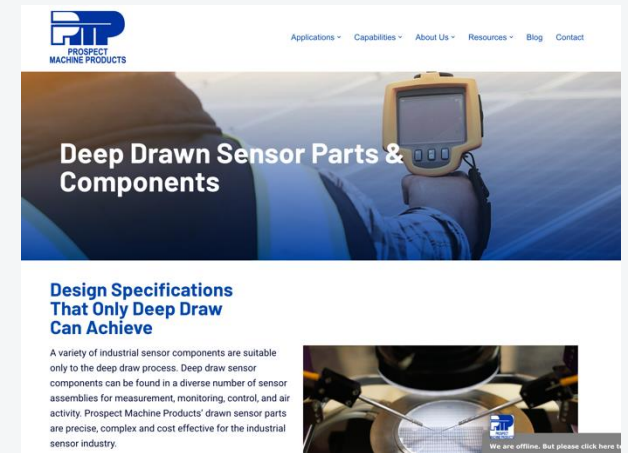 PROSPECT
MACHINE PRODUCTS
Applications
Capabilities
About Us
Resources
Blog
Contact
Deep Drawn Sensor Parts &
Components
Design Specifications
That Only Deep Draw
Can Achieve
A variety of industrial sensor components are suitable
only to the deep draw process. Deep draw sensor
components can be found in a diverse number of sensor
assemblies for measurement, monitoring, control, and air
activity. Prospect Machine Products’ drawn sensor parts
are precise, complex and cost effective for the industrial
sensor industry.
We are offline. But please click here